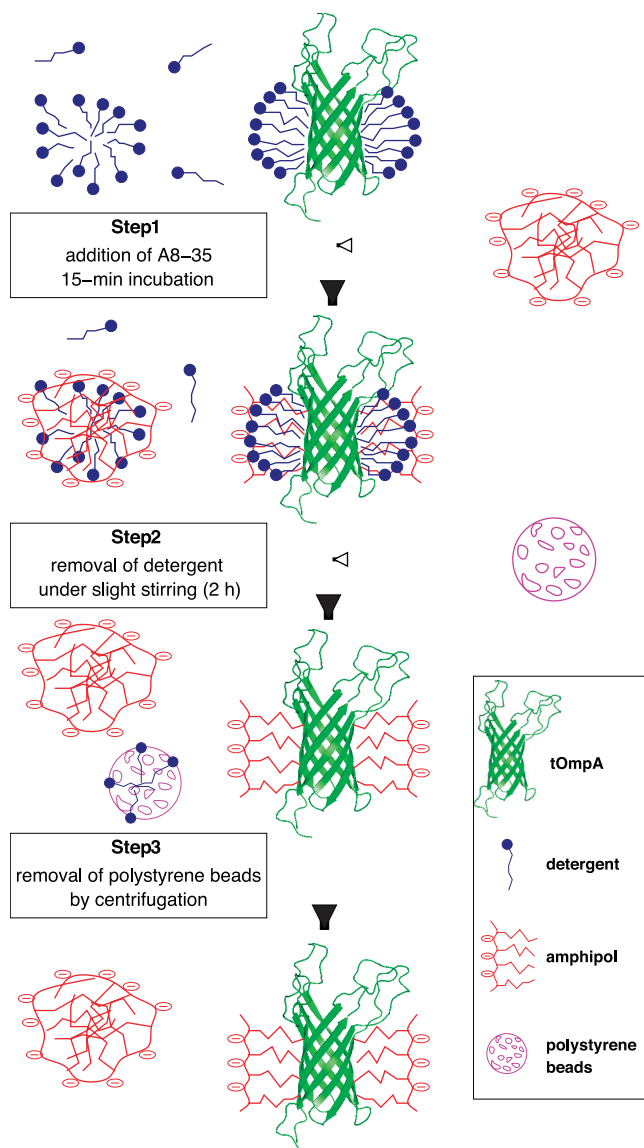 Step1
addition of A8−35
15−min incubation
Step2
removal of detergent
under slight stirring (2 h)
Step3
removal of polystyrene beads
by centrifugation
tOmpA
detergent
amphipol
polystyrene
beads